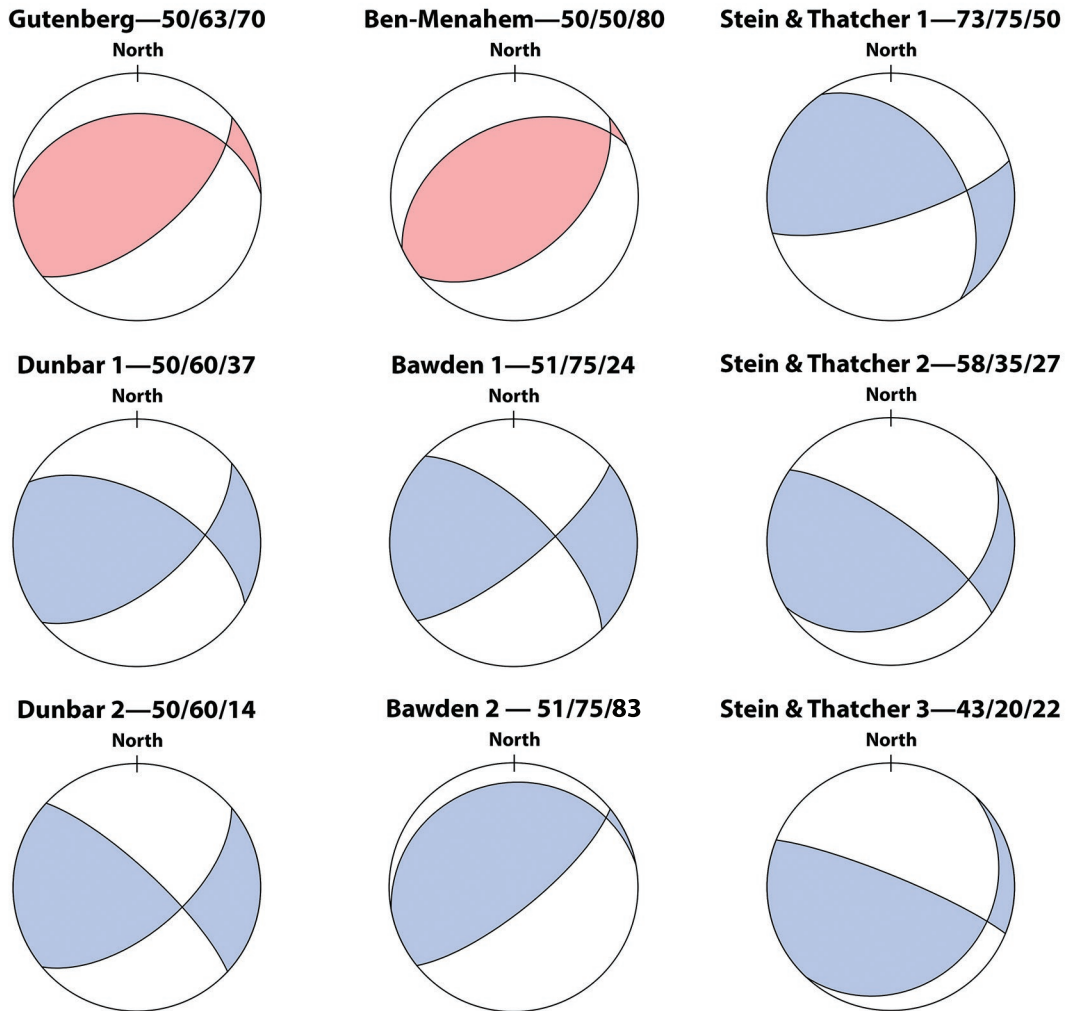 Gutenberg—50/63/70
North
Ben-Menahem—50/50/80
North
Stein & Thatcher 1—73/75/50
North
Dunbar 1—50/60/37
North
Bawden 1—51/75/24
North
Stein & Thatcher 2—58/35/27
North
Dunbar 2—50/60/14
North
Bawden 2 — 51/75/83
North
Stein & Thatcher 3—43/20/22
North